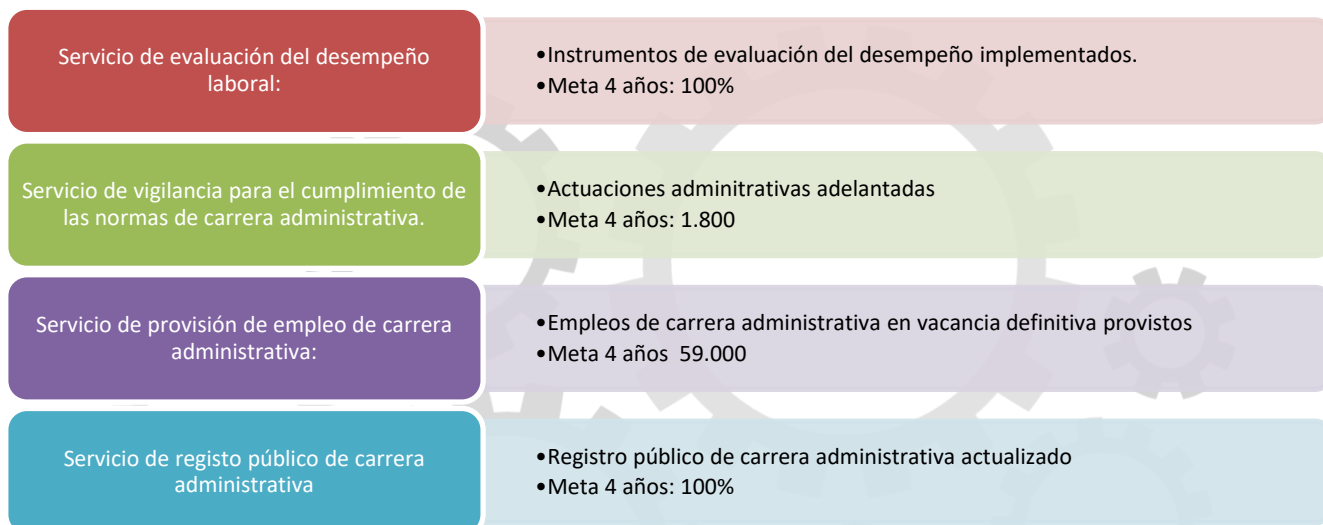 Servicio de evaluación del desempeño
laboral:
•Instrumentos de evaluación del desempeño implementados.
•Meta 4 años: 100%
Servicio de vigilancia para el cumplimiento de
las normas de carrera administrativa.
•Actuaciones adminitrativas adelantadas
•Meta 4 años: 1.800
Servicio de provisión de empleo de carrera
administrativa:
•Empleos de carrera administrativa en vacancia definitiva provistos
•Meta 4 años 59.000
Servicio de registo público de carrera
administrativa
•Registro público de carrera administrativa actualizado
•Meta 4 años: 100%